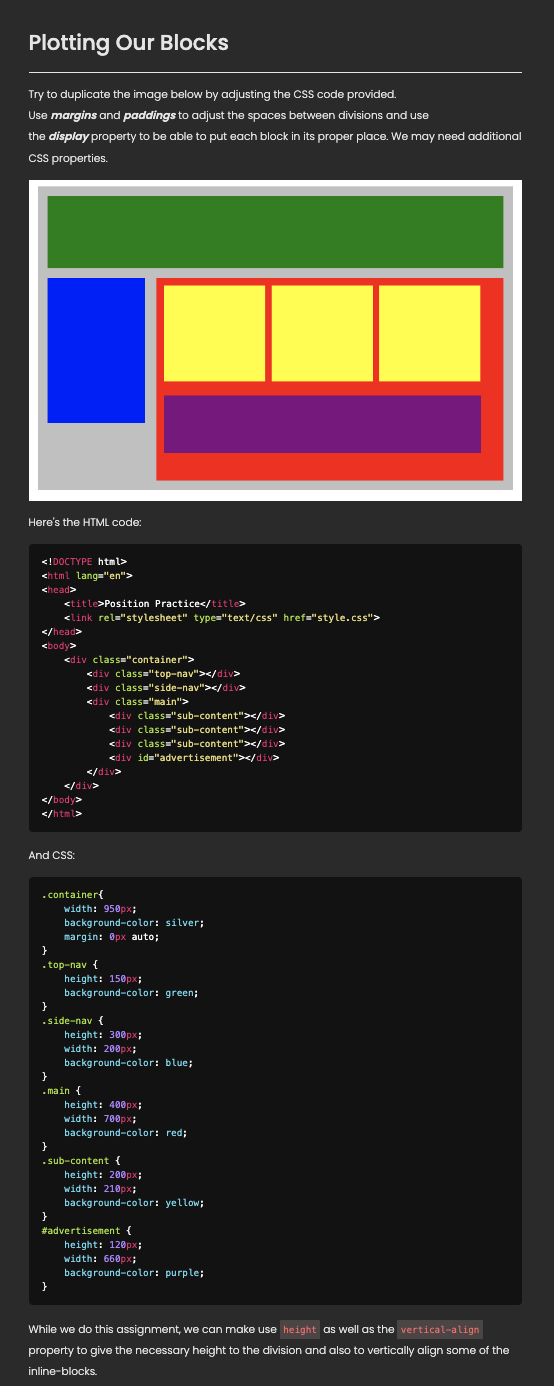 Plotting Our Blocks
Try to duplicate the image below by adjusting the CSS code provided.
Use margins and paddings to adjust the spaces between divisions and use
the display property to be able to put each block in its proper place. We may need additional
CSS properties.
Here's the HTML code:
<!DOCTYPE html>
<html lang="en">
<head>
    <title>Position Practice</title>
    <link rel="stylesheet" type="text/css" href="style.css">
</head>
<body>
    <div class="container">
        <div class="top-nav"></div>
        <div class="side-nav"></div>
        <div class="main">
            <div class="sub-content"></div>
            <div class="sub-content"></div>
            <div class="sub-content"></div>
            <div id="advertisement"></div>
        </div>
    </div>
</body>
</html>
And CSS:
.container{
    width: 950px;
    background-color: silver;
    margin: 0px auto;
}
.top-nav {
    height: 150px;
    background-color: green;
}
.side-nav {
    height: 300px;
    width: 200px;
    background-color: blue;
}
.main {
    height: 400px;
    width: 700px;
    background-color: red;
}
.sub-content {
    height: 200px;
    width: 210px;
    background-color: yellow;
}
#advertisement {
    height: 120px;
    width: 660px;
    background-color: purple;
}
While we do this assignment, we can make use height as well as the vertical-align
property to give the necessary height to the division and also to vertically align some of the
inline-blocks.